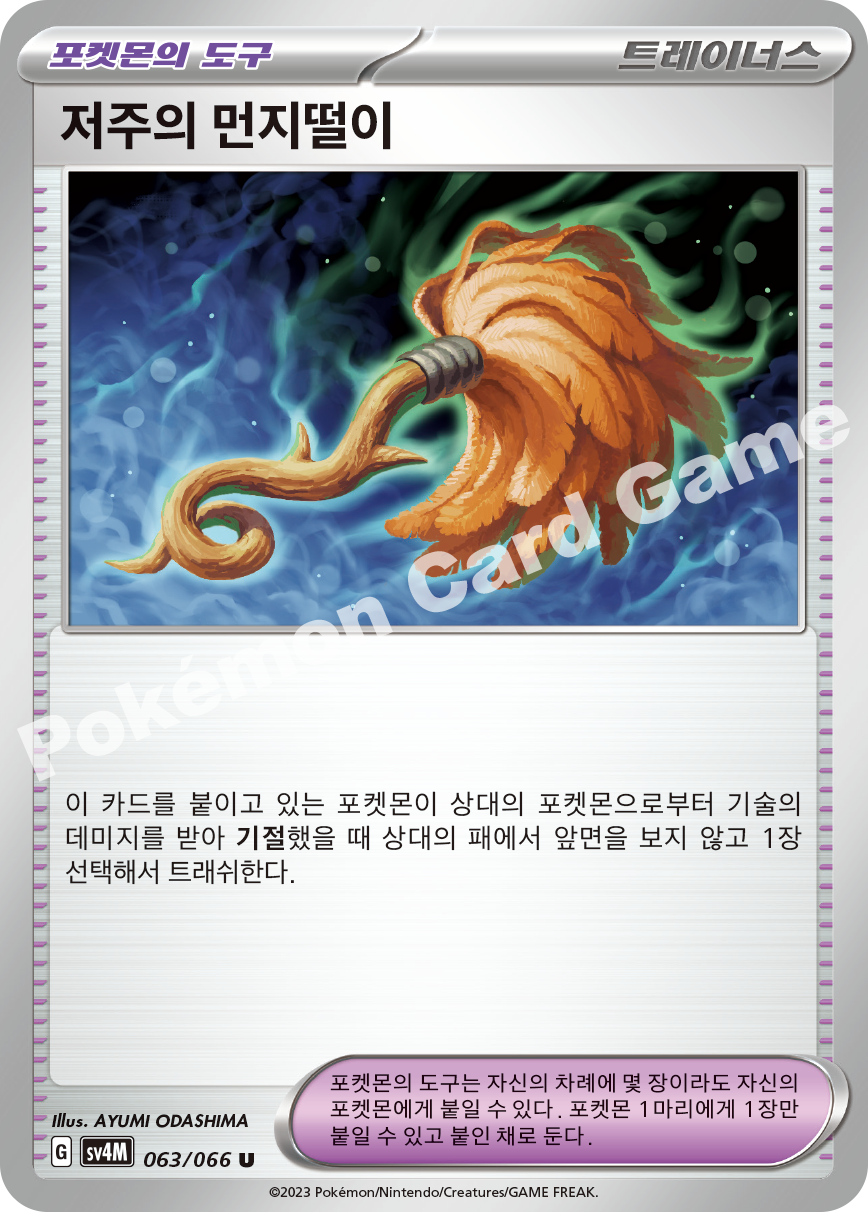 포켓몬의 도구
트레이너스
저주의 먼지떨이
Pokémon Card Game
이 카드를 붙이고 있는 포켓몬이 상대의 포켓몬으로부터 기술의
데미지를 받아 기절했을 때 상대의 패에서 앞면을 보지 않고 1장
선택해서 트래쉬한다.
포켓몬의 도구는 자신의 차례에 몇 장이라도 자신의
포켓몬에게 붙일 수 있다. 포켓몬 1마리에게 1장만
붙일 수 있고 붙인 채로 둔다.
Illus. AYUMI ODASHIMA
G sv4M 063/066 U
©2023 Pokémon/Nintendo/Creatures/GAME FREAK.